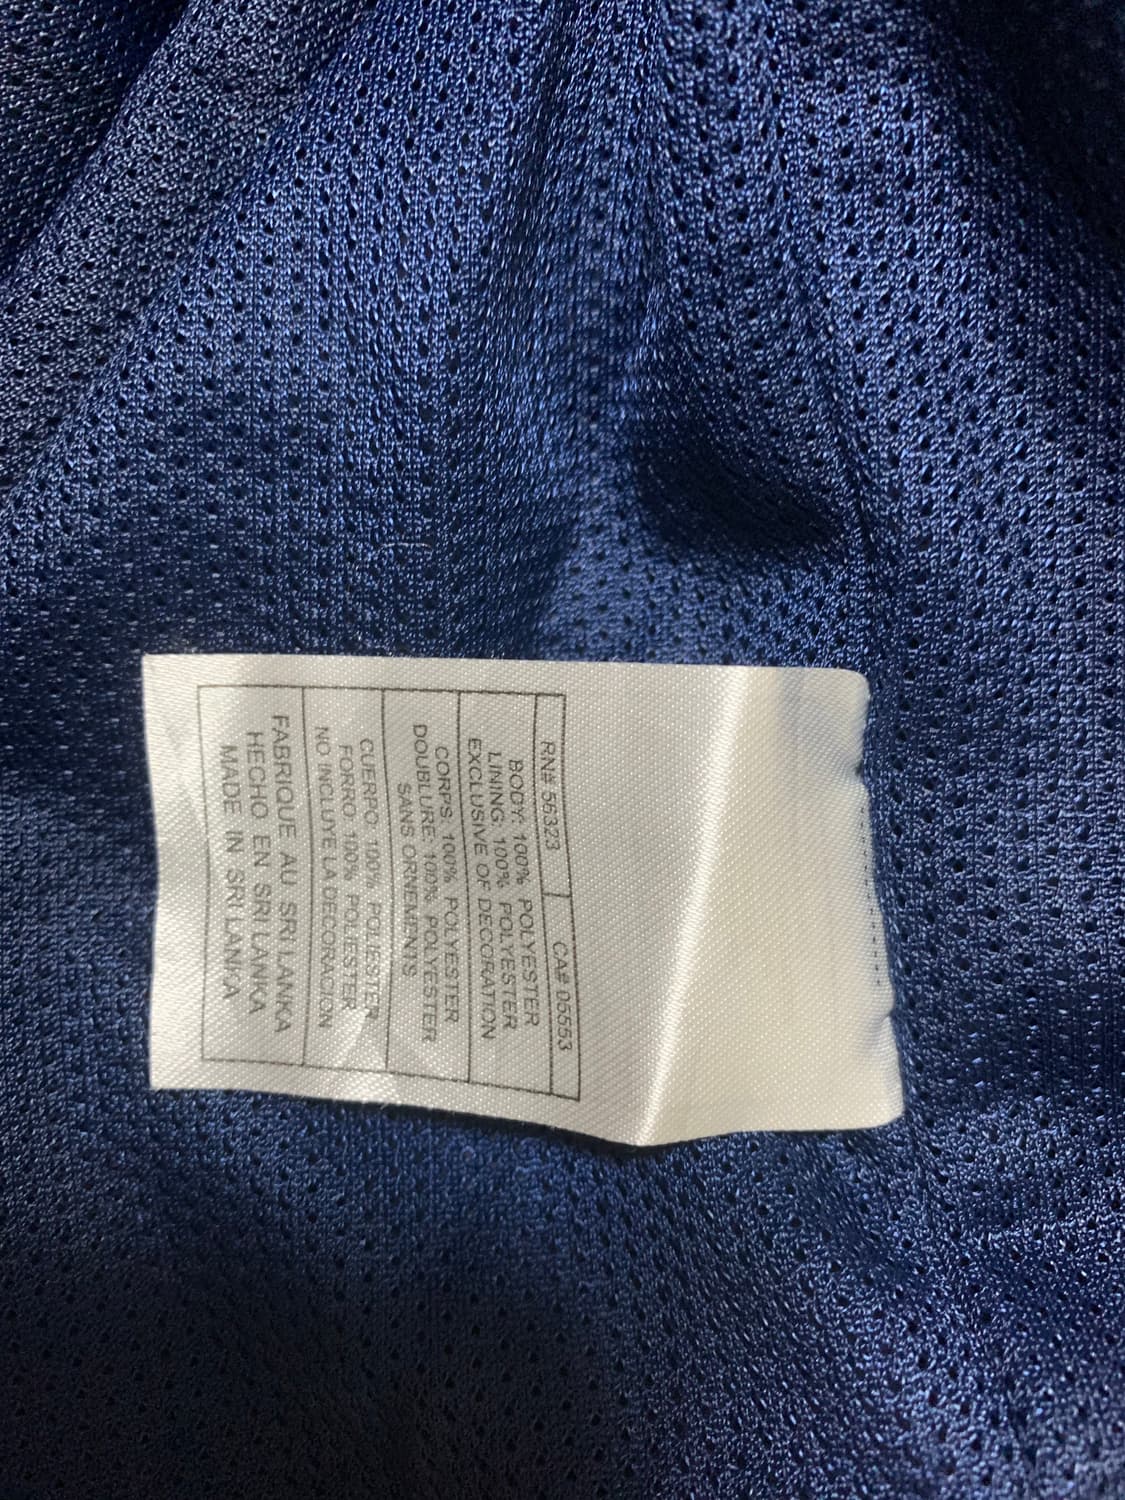 RN# 56323 CA# 05553
BODY: 100% POLYESTER
LINING: 100% POLYESTER
EXCLUSIVE OF DECORATION
CORPS: 100% POLYESTER
DOUBLURE: 100% POLYESTER
SANS ORNEMENTS
CUERPO: 100% POLIESTER
FORRO: 100% POLIESTER
NO INCLUYE LA DECORACION
FABRIQUE AU SRI LANKA
HECHO EN SRI LANKA
MADE IN SRI LANKA